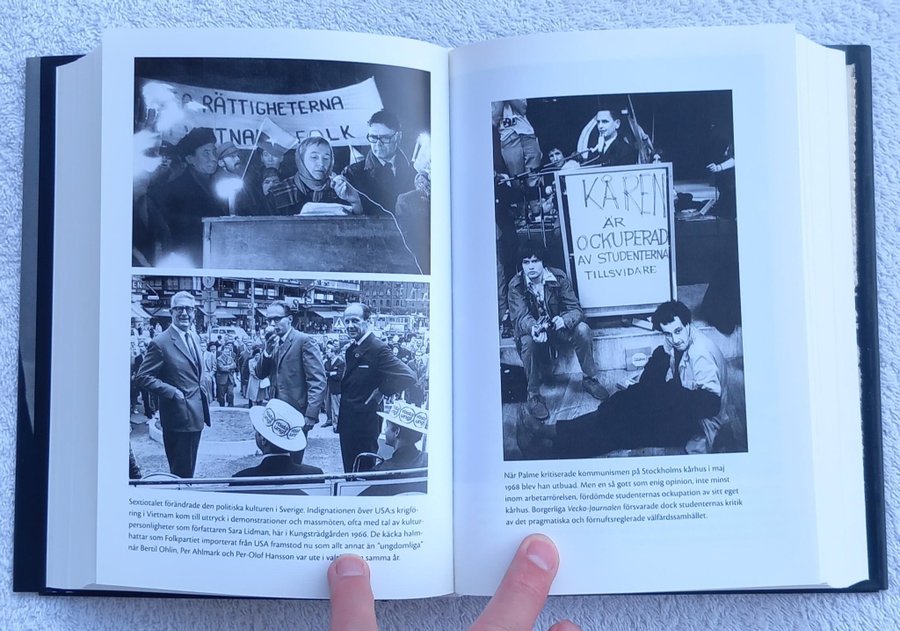 RÄTTIGHETERNA
FOLK
Sextiotalet förändrade den politiska kulturen i Sverige. Indignationen över USA:s krigfö-
ring i Vietnam kom till uttryck i demonstrationer och massmöten, ofta med tal av kultur-
personligheter som författaren Sara Lidman, här i Kungsträdgården 1966. De käcka halm-
hattar som Folkpartiet importerat från USA framstod nu som allt annat än "ungdomliga"
när Bertil Ohlin, Per Ahlmark och Per-Olof Hansson var ute i samma år.
KÅREN
ÄR
OCKUPERAD
AV STUDENTERNA
TILLSVIDARE
När Palme kritiserade kommunismen på Stockholms kårhus i maj
1968 blev han utbuad. Men en så gott som enig opinion, inte minst
inom arbetarrörelsen, fördömde studenternas ockupation av sitt eget
kårhus. Borgerliga Vecko-Journalen försvarade dock studenternas kritik
av det pragmatiska och förnuftsreglerade välfärdssamhället.